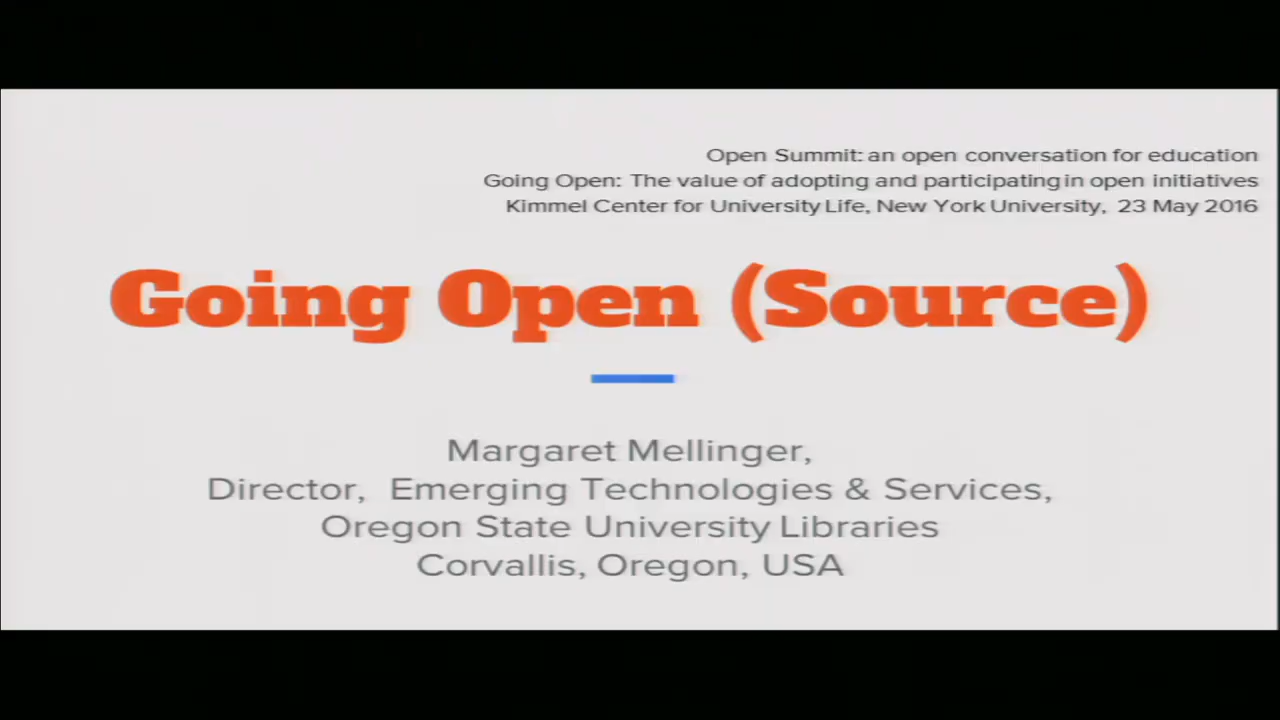 Open Summit: an open conversation for education
Going Open: The value of adopting and participating in open initiatives
Kimmel Center for University Life, New York University, 23 May 2016
Going Open (Source)
Margaret Mellinger,
Director, Emerging Technologies & Services,
Oregon State University Libraries
Corvallis, Oregon, USA